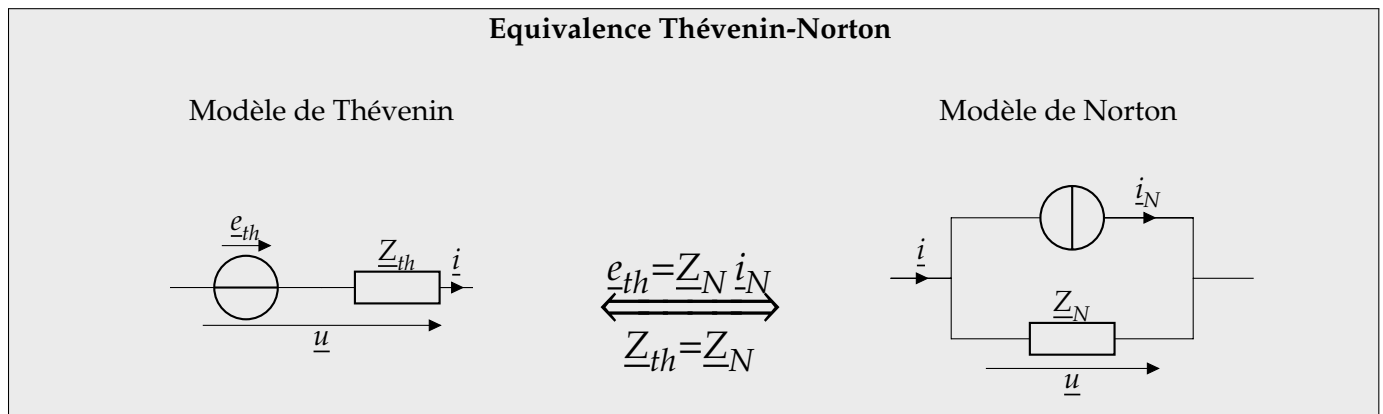 Equivalence Thévenin-Norton
Modèle de Thévenin
Modèle de Norton
e_th
Z_th
i
u
e_th=Z_N i_N
Z_th=Z_N
i_N
i
Z_N
u